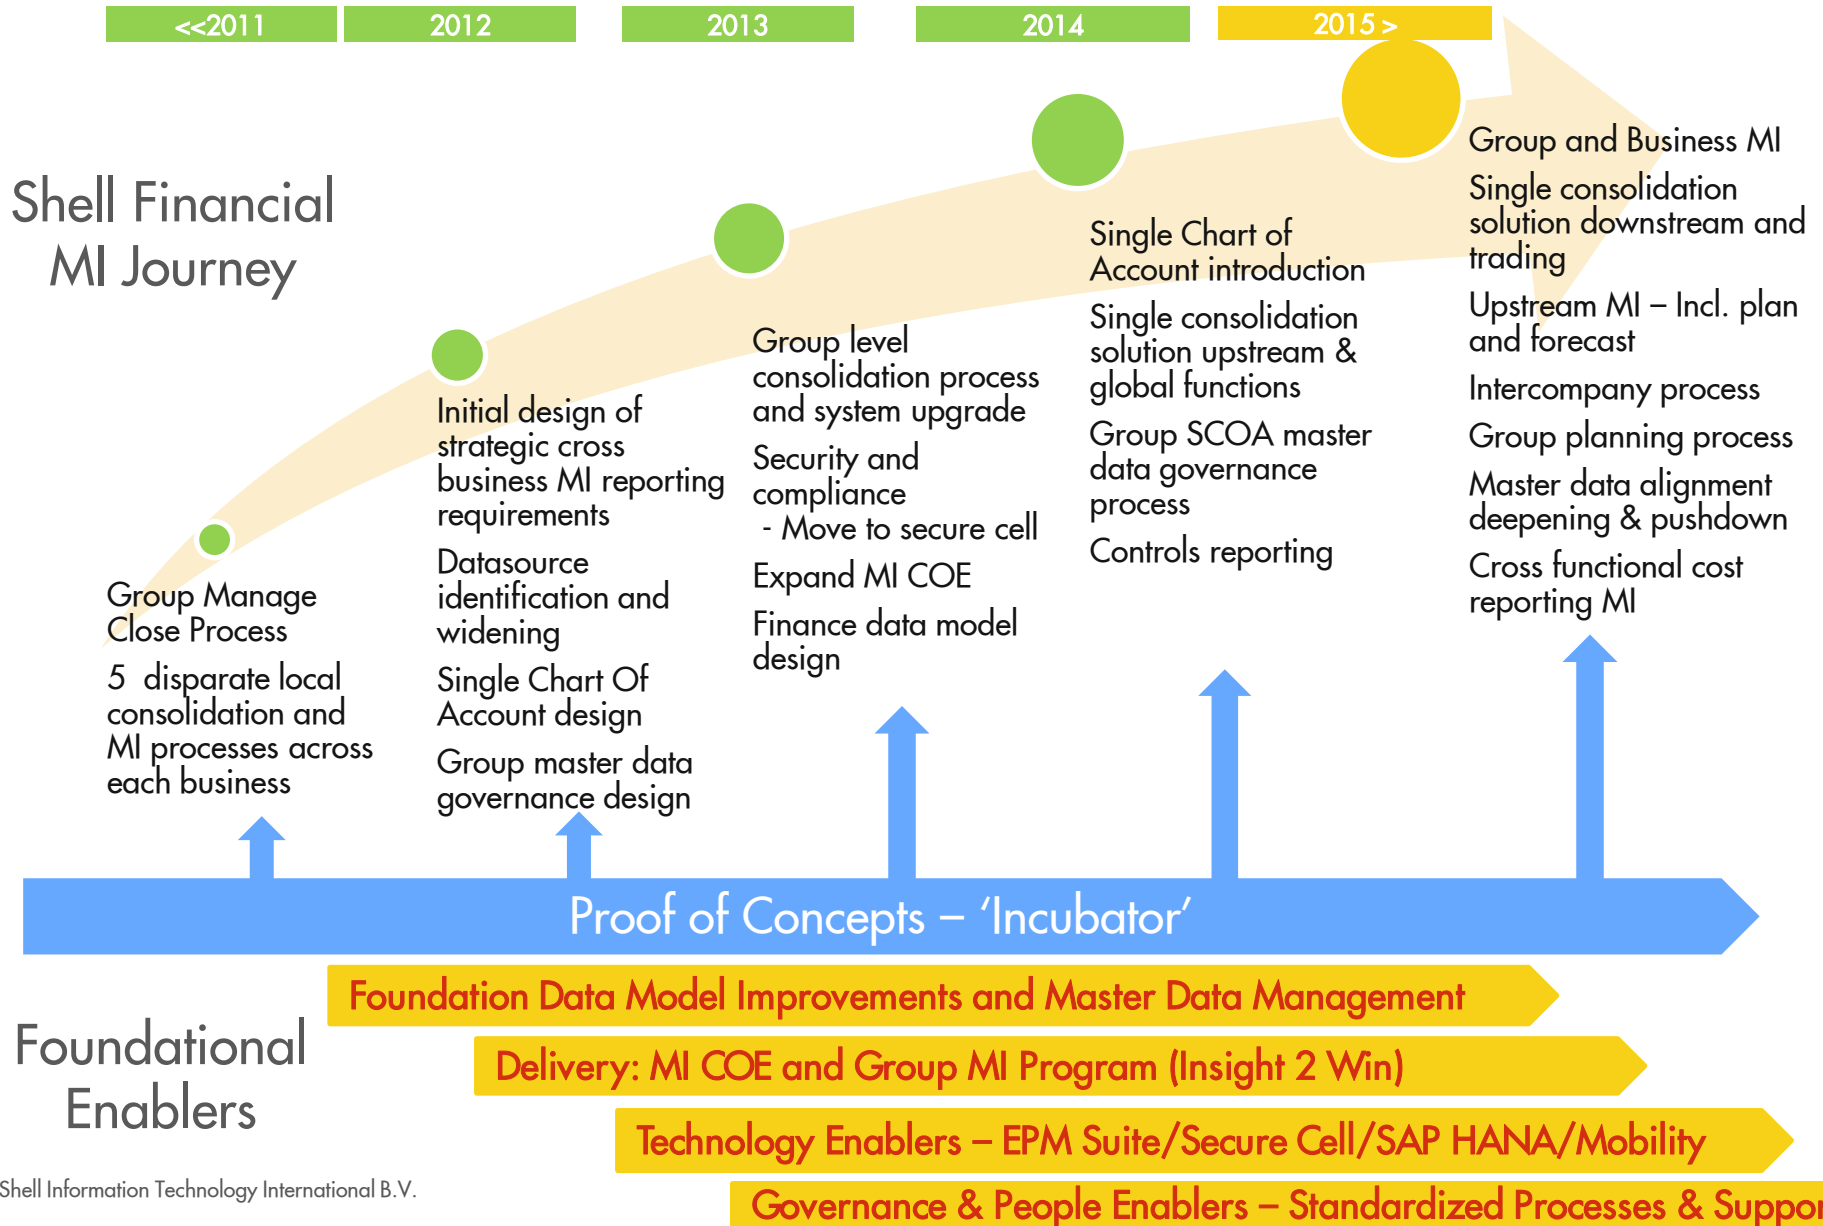 <<2011
2012
2013
2014
2015 >
Shell Financial
MI Journey
Group Manage
Close Process
5 disparate local
consolidation and
MI processes across
each business
Initial design of
strategic cross
business MI reporting
requirements
Datasource
identification and
widening
Single Chart Of
Account design
Group master data
governance design
Group level
consolidation process
and system upgrade
Security and
compliance
- Move to secure cell
Expand MI COE
Finance data model
design
Single Chart of
Account introduction
Single consolidation
solution upstream &
global functions
Group SCOA master
data governance
process
Controls reporting
Group and Business MI
Single consolidation
solution downstream and
trading
Upstream MI – Incl. plan
and forecast
Intercompany process
Group planning process
Master data alignment
deepening & pushdown
Cross functional cost
reporting MI
Proof of Concepts – ‘Incubator’
Foundational
Enablers
Foundation Data Model Improvements and Master Data Management
Delivery: MI COE and Group MI Program (Insight 2 Win)
Technology Enablers – EPM Suite/Secure Cell/SAP HANA/Mobility
Governance & People Enablers – Standardized Processes & Suppor
Shell Information Technology International B.V.